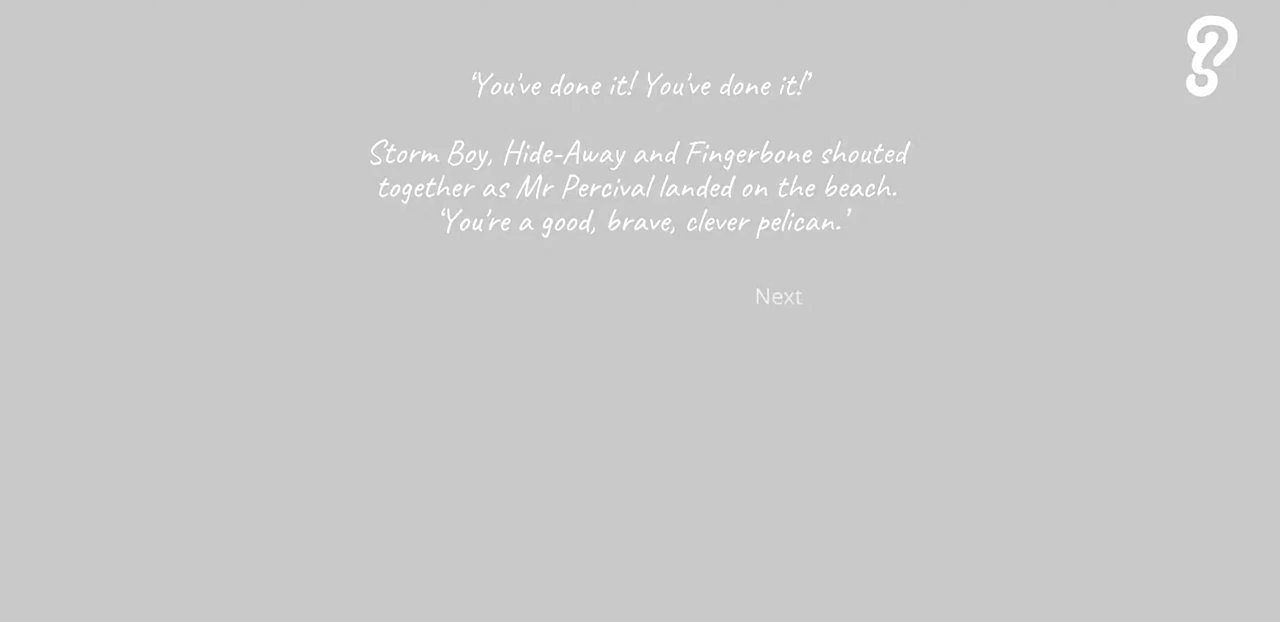 ‘You've done it! You've done it!’
Storm Boy, Hide-Away and Fingerbone shouted
together as Mr Percival landed on the beach.
‘You're a good, brave, clever pelican.’
Next